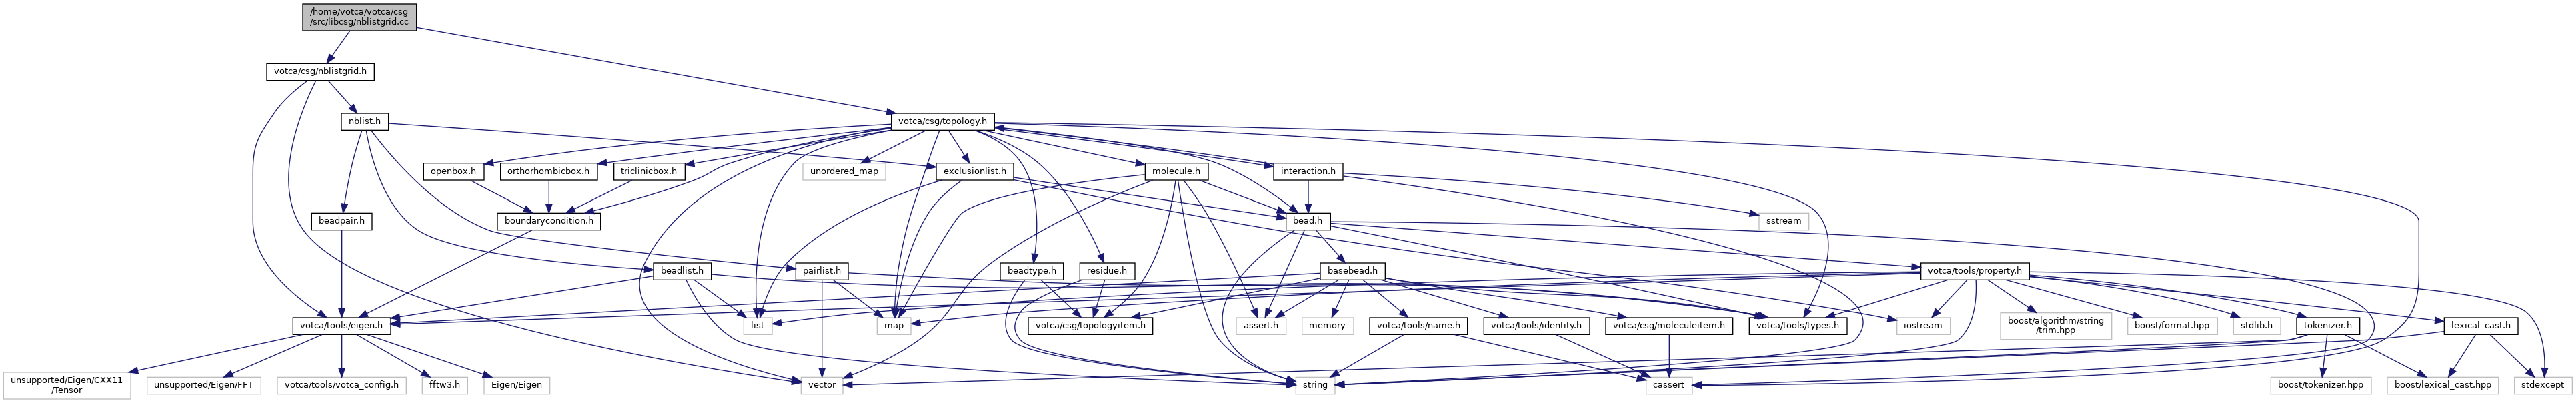 /home/votca/votca/csg
/src/libcsg/nblistgrid.cc
votca/csg/nblistgrid.h
nblist.h
votca/csg/topology.h
openbox.h
orthorhombicbox.h
triclinicbox.h
unordered_map
exclusionlist.h
molecule.h
interaction.h
beadpair.h
boundarycondition.h
bead.h
sstream
beadlist.h
pairlist.h
beadtype.h
residue.h
basebead.h
votca/tools/property.h
votca/tools/eigen.h
list
map
votca/csg/topologyitem.h
assert.h
memory
votca/tools/name.h
votca/tools/identity.h
votca/csg/moleculeitem.h
votca/tools/types.h
iostream
boost/algorithm/string
/trim.hpp
boost/format.hpp
stdlib.h
tokenizer.h
lexical_cast.h
unsupported/Eigen/CXX11
/Tensor
unsupported/Eigen/FFT
votca/tools/votca_config.h
fftw3.h
Eigen/Eigen
vector
string
cassert
boost/tokenizer.hpp
boost/lexical_cast.hpp
stdexcept